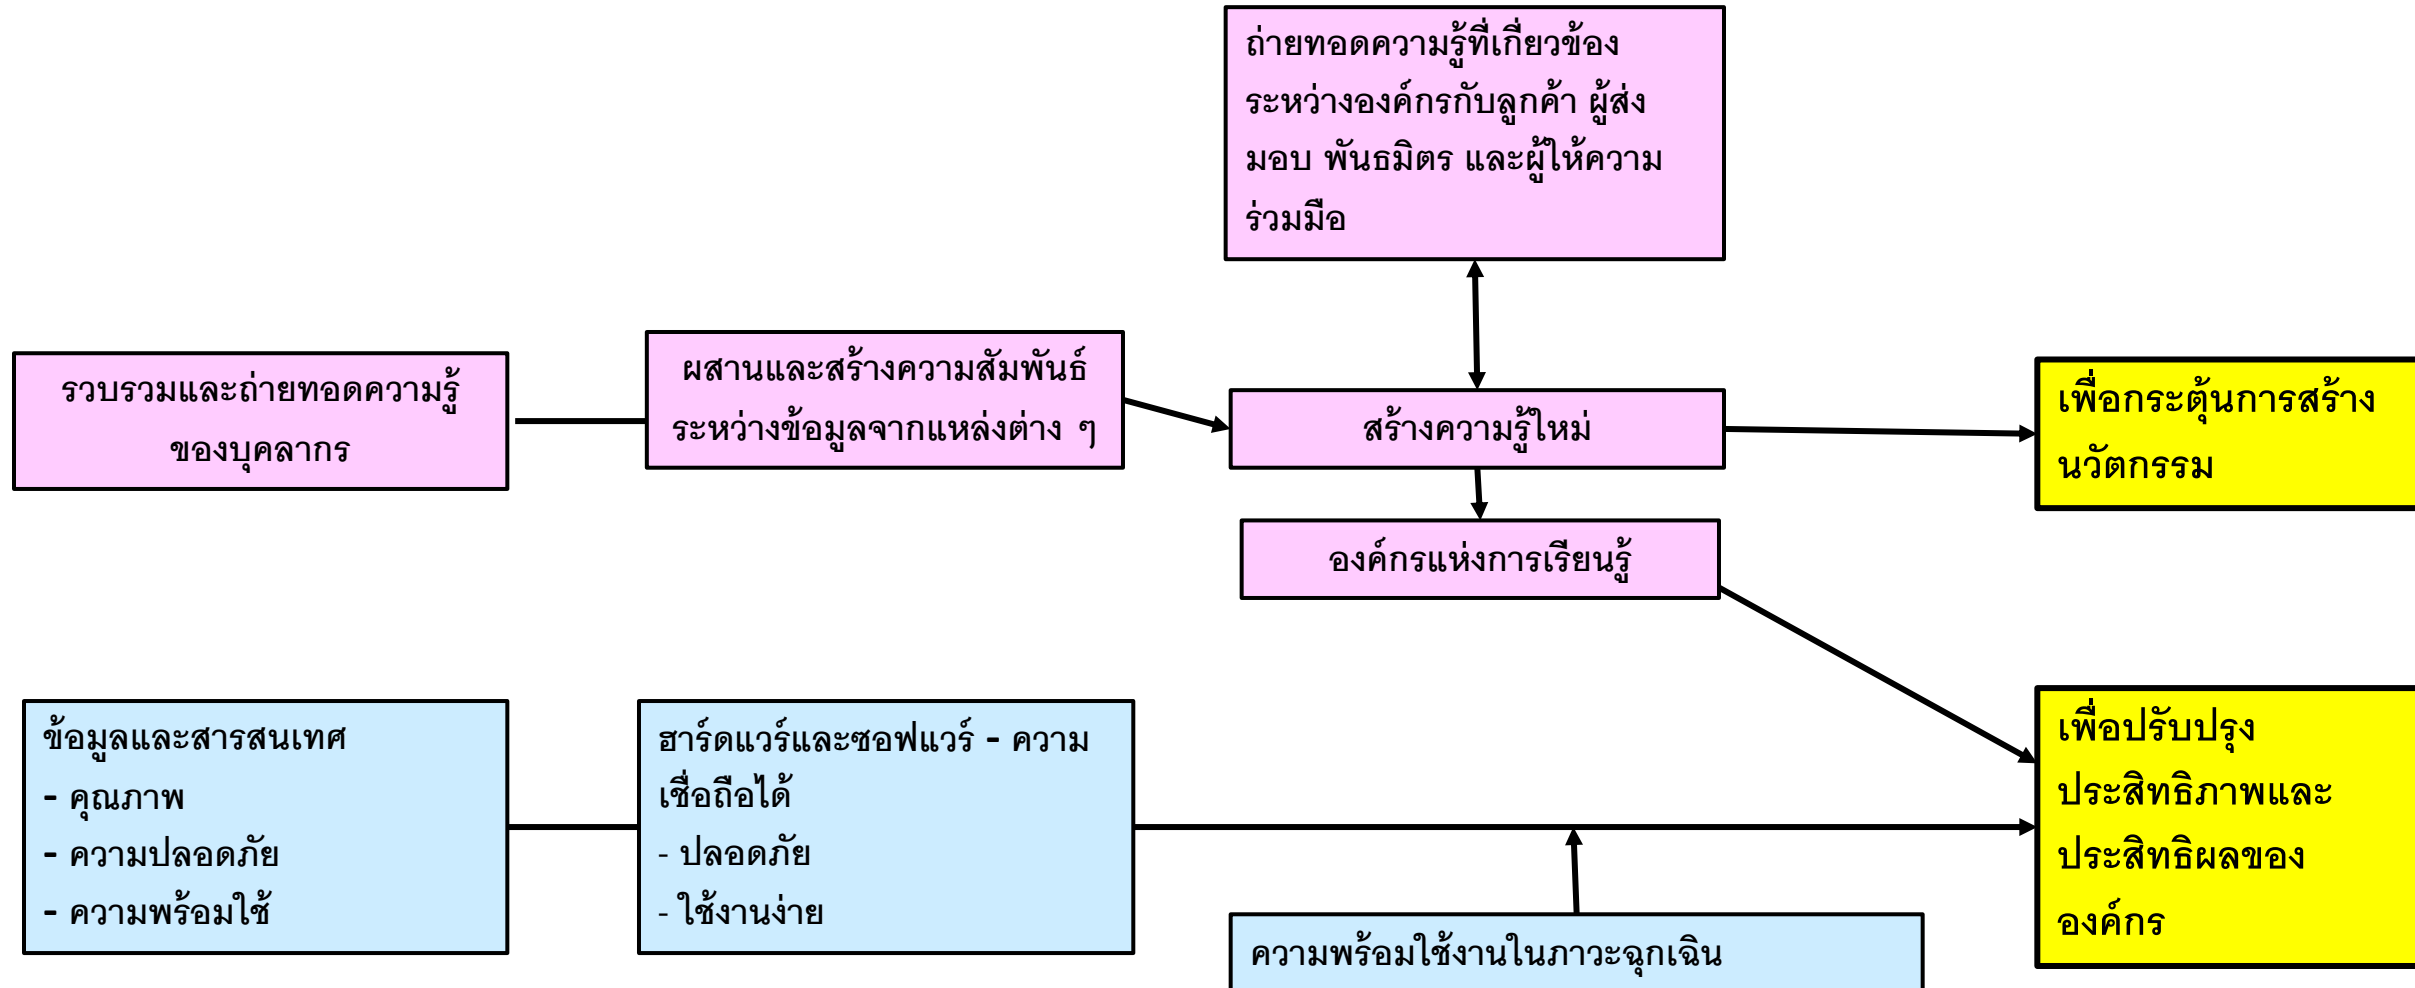 ถ่ายทอดความรู้ที่เกี่ยวข้อง
ระหว่างองค์กรกับลูกค้า ผู้ส่ง
มอบ พันธมิตร และผู้ให้ความ
ร่วมมือ
รวบรวมและถ่ายทอดความรู้
ของบุคลากร
ผสานและสร้างความสัมพันธ์
ระหว่างข้อมูลจากแหล่งต่าง ๆ
สร้างความรู้ใหม่
เพื่อกระตุ้นการสร้าง
นวัตกรรม
องค์กรแห่งการเรียนรู้
ข้อมูลและสารสนเทศ
- คุณภาพ
- ความปลอดภัย
- ความพร้อมใช้
ฮาร์ดแวร์และซอฟแวร์ - ความ
เชื่อถือได้
- ปลอดภัย
- ใช้งานง่าย
เพื่อปรับปรุง
ประสิทธิภาพและ
ประสิทธิผลของ
องค์กร
ความพร้อมใช้งานในภาวะฉุกเฉิน